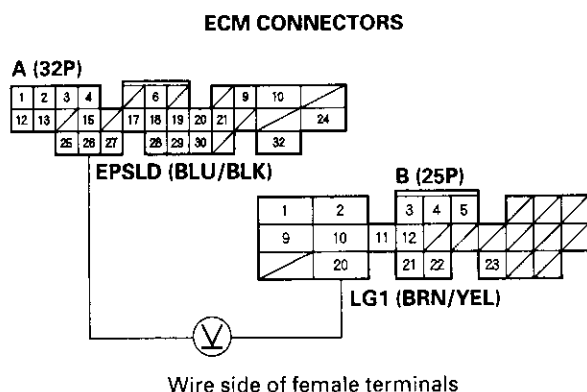 ECM CONNECTORS
A (32P)
1 2 3 4 6 9 10
12 13 15 17 18 19 20 21 24
25 26 27 28 29 30 32
EPSLD (BLU/BLK)
B (25P)
1 2 3 4 5
9 10 11 12
20 21 22 23
LG1 (BRN/YEL)
V
Wire side of female terminals